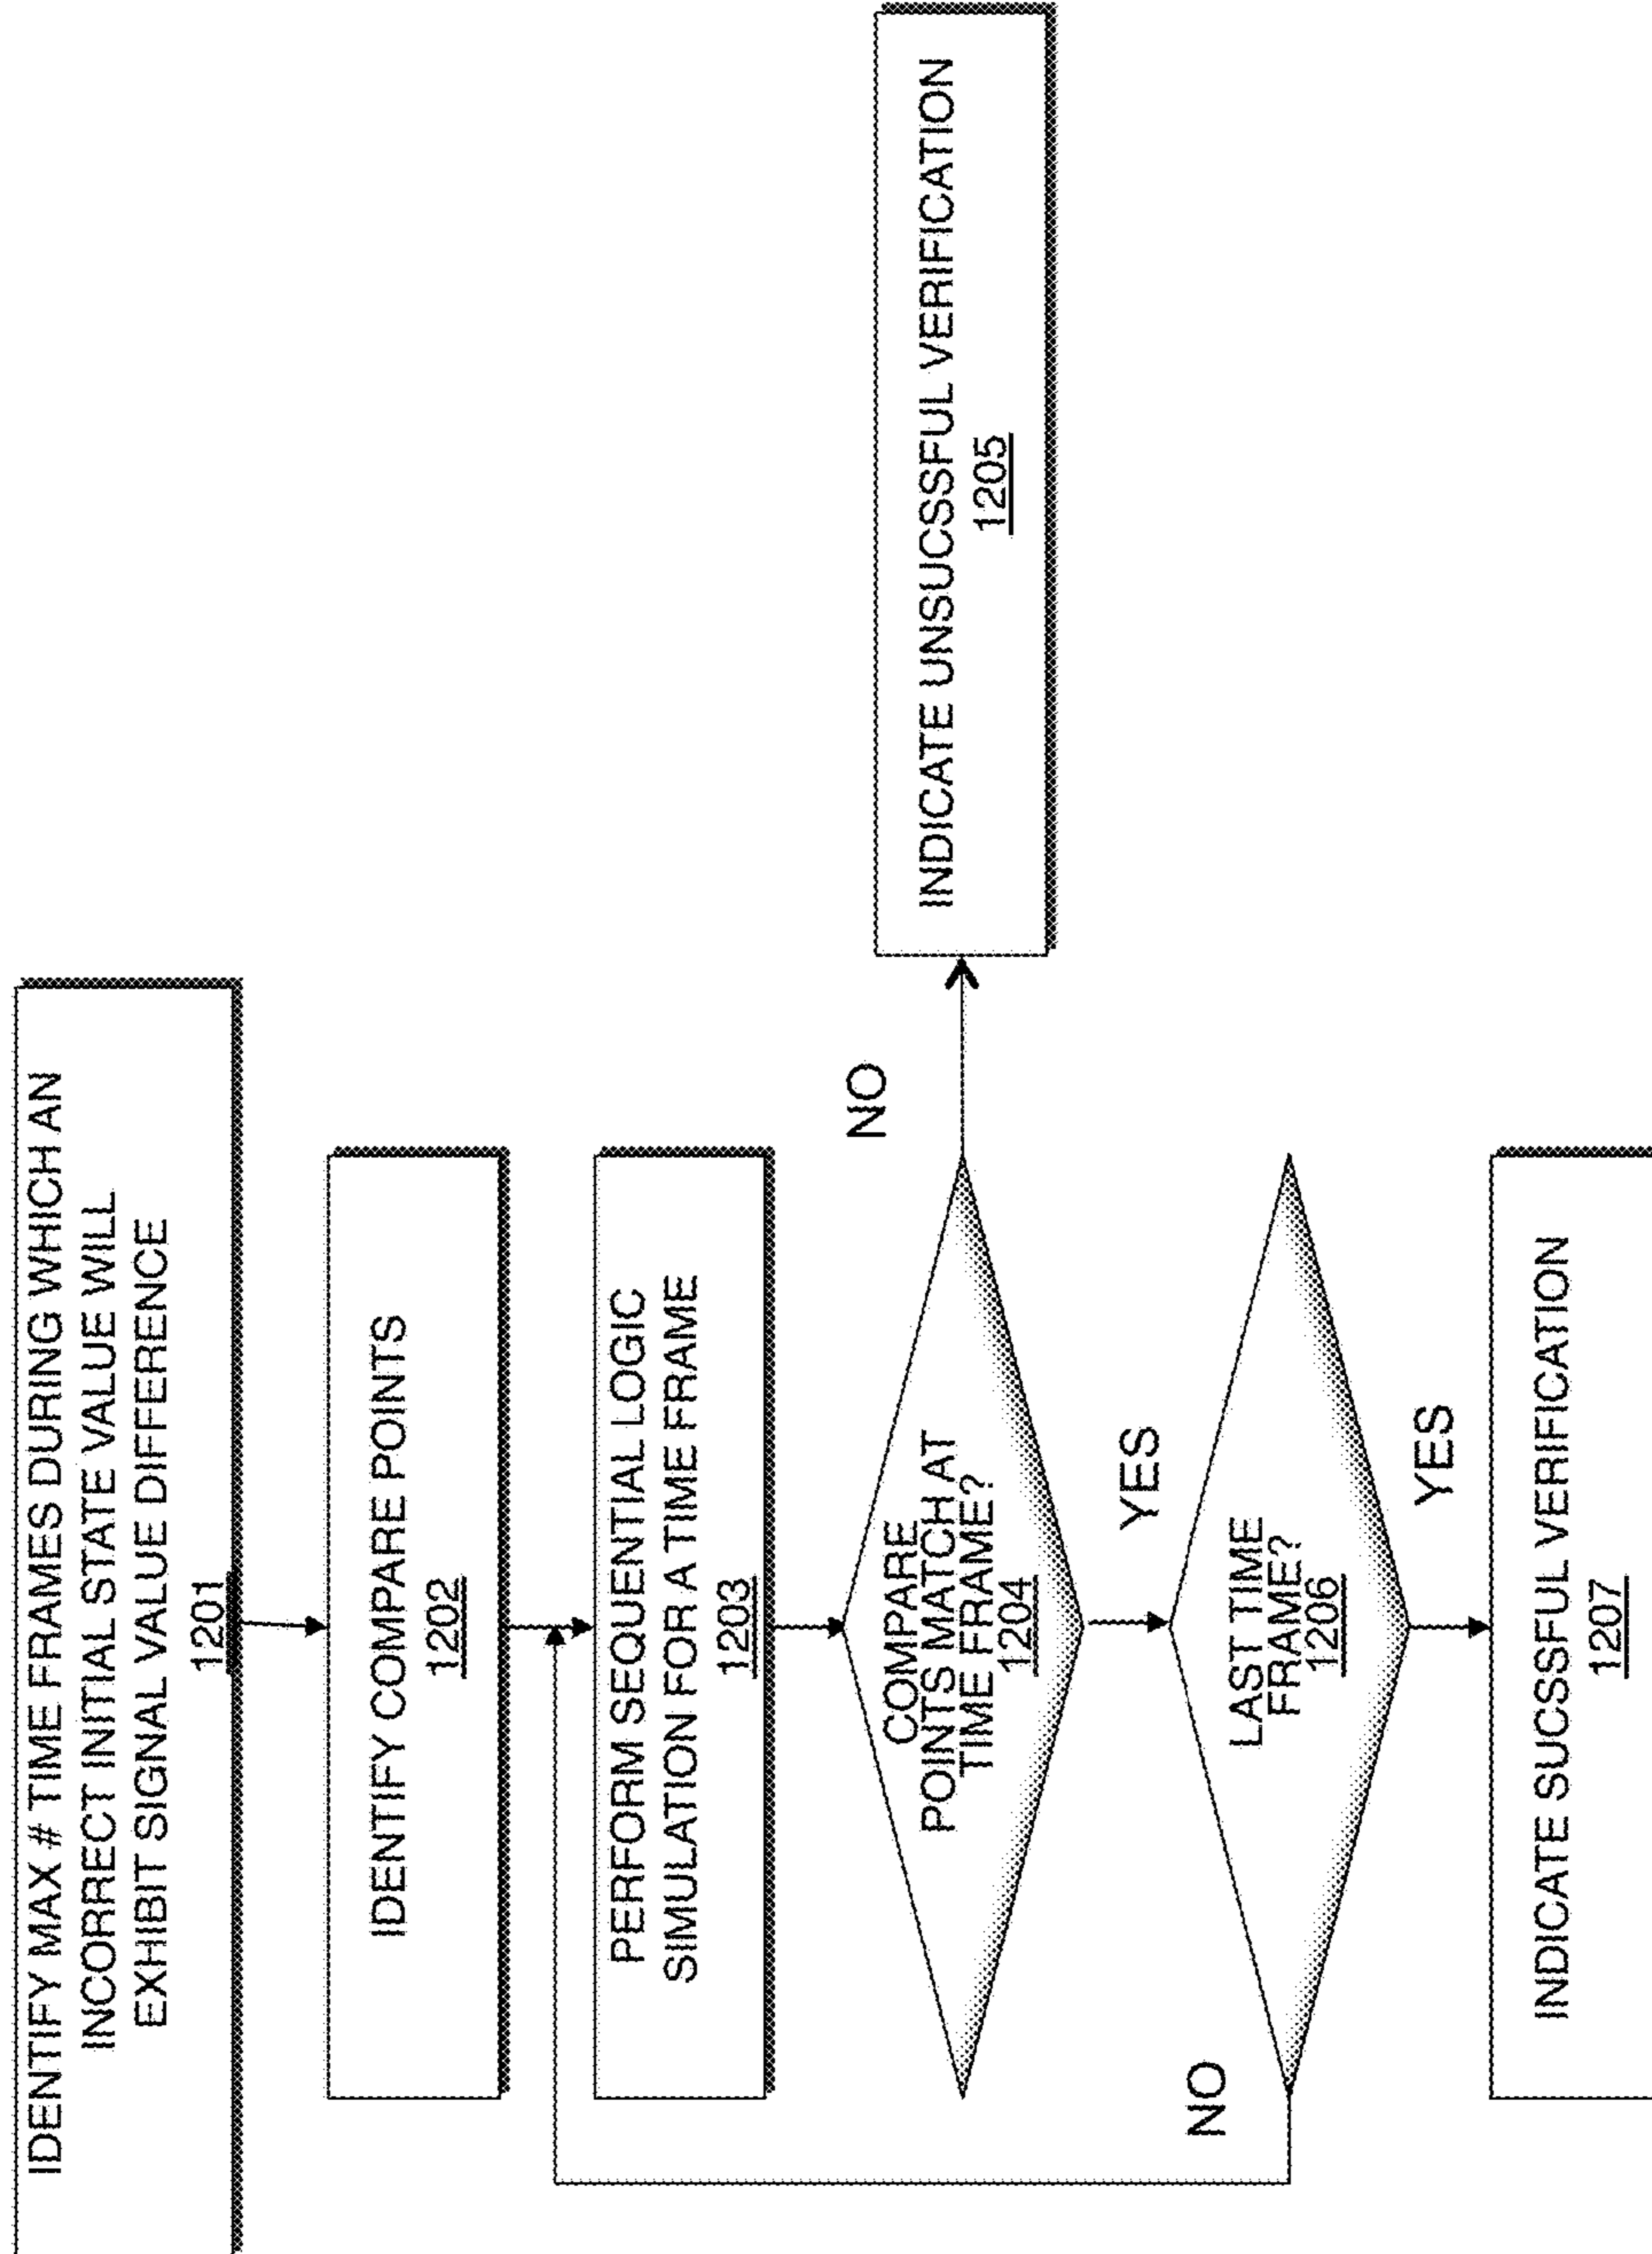 IDENTIFY MAX # TIME FRAMES DURING WHICH AN
INCORRECT INITIAL STATE VALUE WILL
EXHIBIT SIGNAL VALUE DIFFERENCE
1201
IDENTIFY COMPARE POINTS
1202
PERFORM SEQUENTIAL LOGIC
SIMULATION FOR A TIME FRAME
1203
COMPARE
POINTS MATCH AT
TIME FRAME?
1204
NO
INDICATE UNSUCSSFUL VERIFICATION
1205
YES
LAST TIME
FRAME?
1206
NO
YES
INDICATE SUCSSFUL VERIFICATION
1207